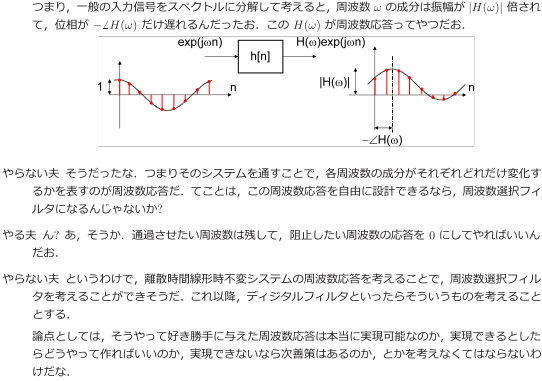 つまり，一般の入力信号をスペクトルに分解して考えると，周波数 ω の成分は振幅が |H(ω)| 倍され
て，位相が −∠H(ω) だけ遅れるんだったお．この H(ω) が周波数応答ってやつだお．
exp(jωn) H(ω)exp(jωn)
h[n]
1 n |H(ω)| n
−∠H(ω)
やらない夫 そうだったな．つまりそのシステムを通すことで，各周波数の成分がそれぞれどれだけ変化す
るかを表すのが周波数応答だ．てことは，この周波数応答を自由に設計できるなら，周波数選択フィ
ルタになるんじゃないか?
やる夫 ん? あ，そうか．通過させたい周波数は残して，阻止したい周波数の応答を 0 にしてやればいいん
だお．
やらない夫 というわけで，離散時間線形時不変システムの周波数応答を考えることで，周波数選択フィル
タを考えることができそうだ．これ以降，ディジタルフィルタといったらそういうものを考えること
とする．
論点としては，そうやって好き勝手に与えた周波数応答は本当に実現可能なのか，実現できるとした
らどうやって作ればいいのか，実現できないなら次善策はあるのか，とかを考えなくてはならないわ
けだな．